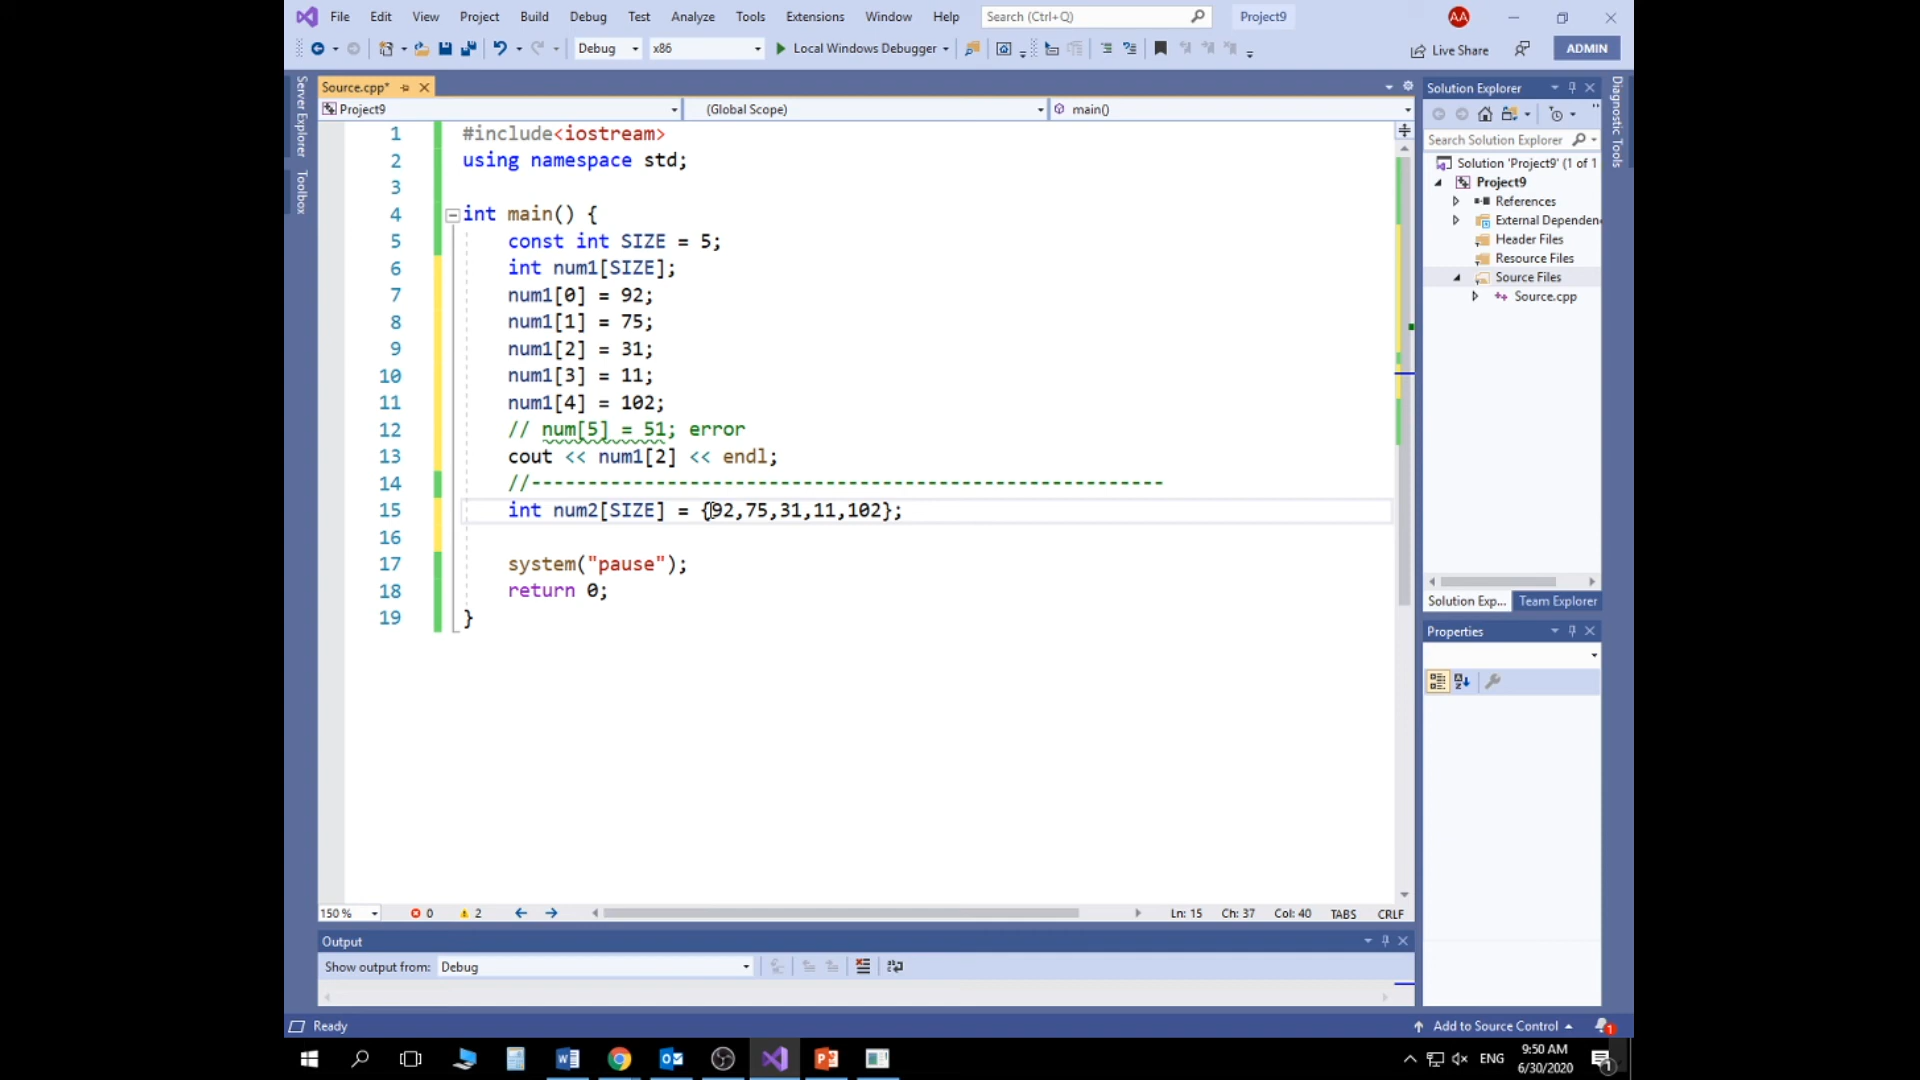 File Edit View Project Build Debug Test Analyze Tools Extensions Window Help Search (Ctrl+Q) Project9 AA
Debug x86 Local Windows Debugger Live Share ADMIN
Server Explorer
Toolbox
Source.cpp*
Project9 (Global Scope) main()
1 #include<iostream>
2 using namespace std;
3
4 int main() {
5 const int SIZE = 5;
6 int num1[SIZE];
7 num1[0] = 92;
8 num1[1] = 75;
9 num1[2] = 31;
10 num1[3] = 11;
11 num1[4] = 102;
12 // num[5] = 51; error
13 cout << num1[2] << endl;
14 //--------------------------------------------------------
15 int num2[SIZE] = {92,75,31,11,102};
16
17 system("pause");
18 return 0;
19 }
150 % 0 2 Ln: 15 Ch: 37 Col: 40 TABS CRLF
Output
Show output from: Debug
Solution Explorer
Search Solution Explorer
Solution 'Project9' (1 of 1
Project9
References
External Dependen
Header Files
Resource Files
Source Files
Source.cpp
Solution Exp... Team Explorer
Properties
Diagnostic Tools
Ready Add to Source Control 1
ENG 9:50 AM
6/30/2020 1